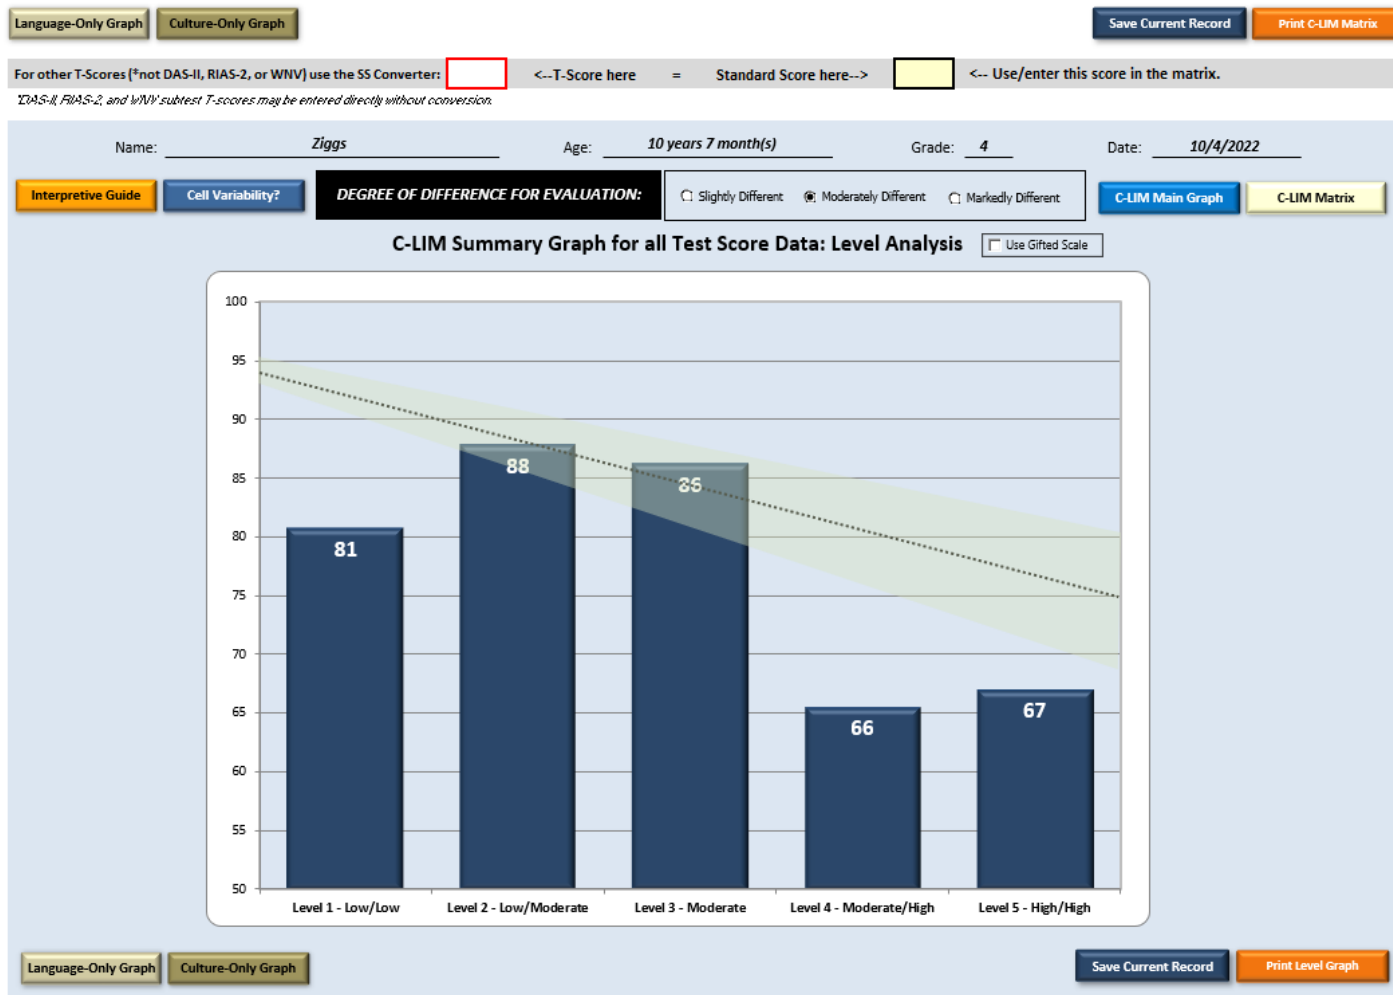 Language-Only Graph Culture-Only Graph Save Current Record Print C-LIM Matrix
For other T-Scores (*not DAS-II, RIAS-2, or WNV) use the SS Converter: <--T-Score here = Standard Score here--> <-- Use/enter this score in the matrix.
*DAS-II, RIAS-2, and WNV subtest T-scores may be entered directly without conversion.
Name: Ziggs Age: 10 years 7 month(s) Grade: 4 Date: 10/4/2022
Interpretive Guide Cell Variability? DEGREE OF DIFFERENCE FOR EVALUATION: Slightly Different Moderately Different Markedly Different C-LIM Main Graph C-LIM Matrix
C-LIM Summary Graph for all Test Score Data: Level Analysis Use Gifted Scale
100
95
90
85
80
75
70
65
60
55
50
81
88
86
66
67
Level 1 - Low/Low Level 2 - Low/Moderate Level 3 - Moderate Level 4 - Moderate/High Level 5 - High/High
Language-Only Graph Culture-Only Graph Save Current Record Print Level Graph